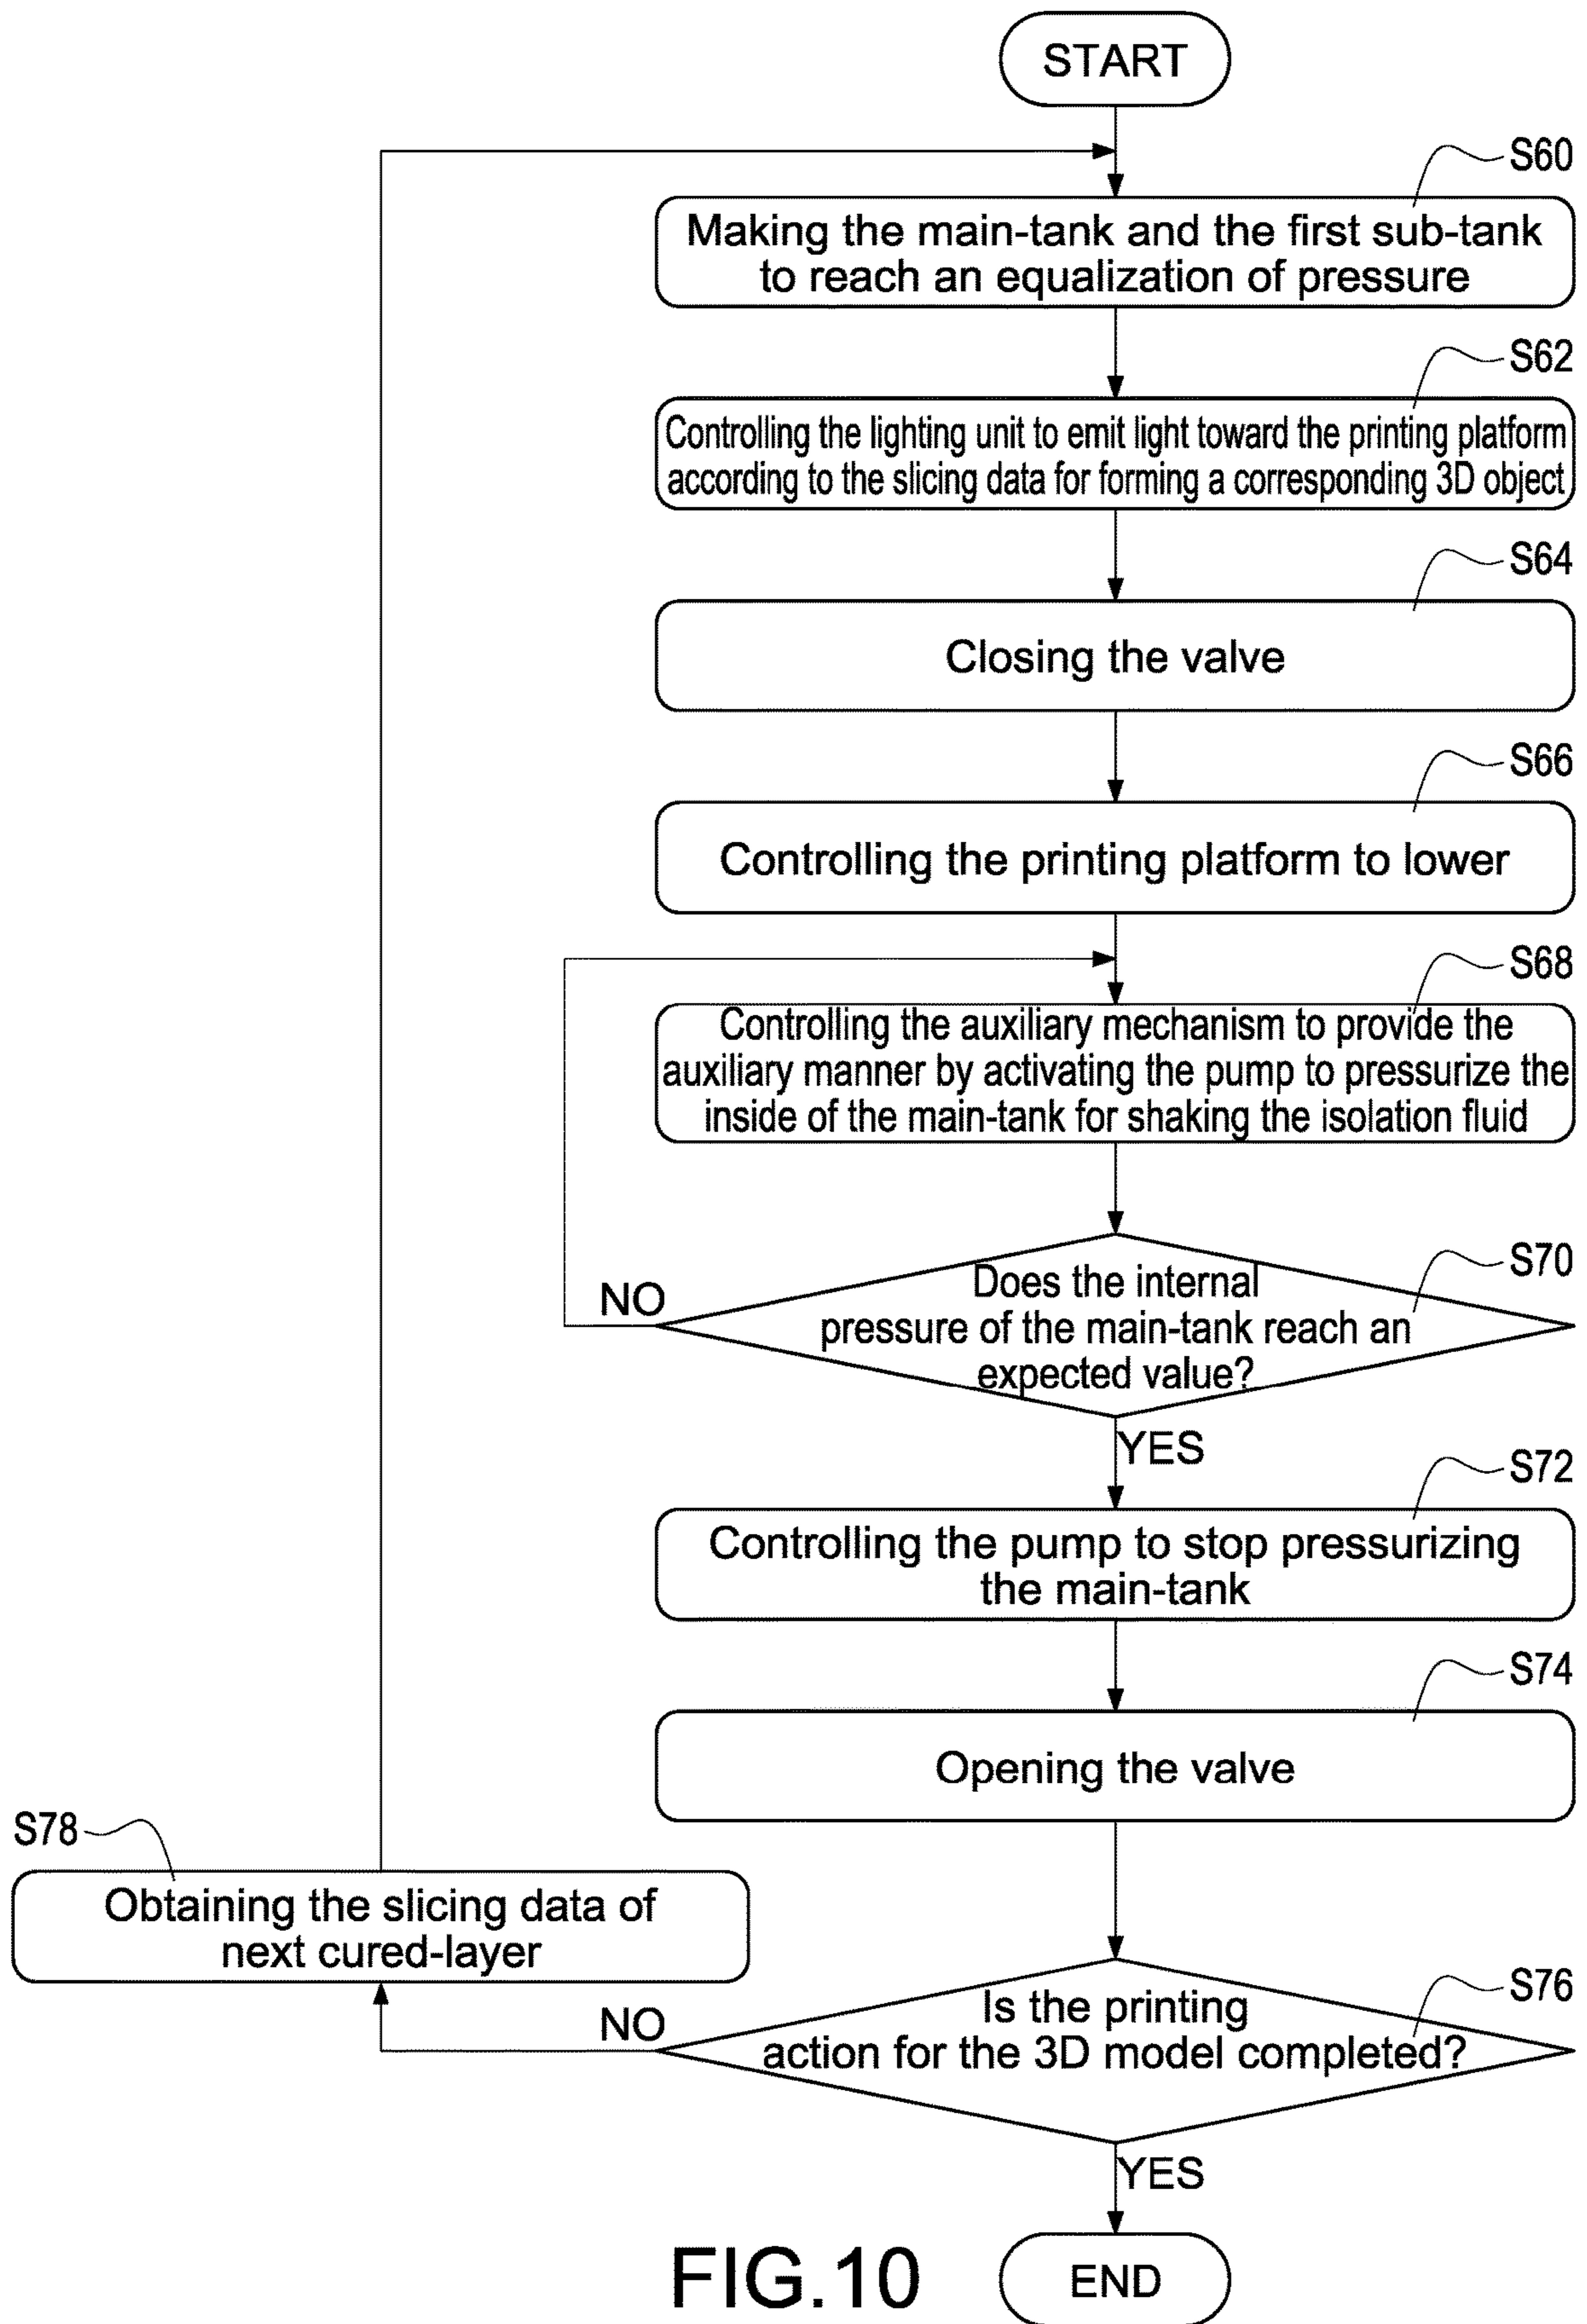 START
S60
Making the main-tank and the first sub-tank
to reach an equalization of pressure
S62
Controlling the lighting unit to emit light toward the printing platform
according to the slicing data for forming a corresponding 3D object
S64
Closing the valve
S66
Controlling the printing platform to lower
S68
Controlling the auxiliary mechanism to provide the
auxiliary manner by activating the pump to pressurize the
inside of the main-tank for shaking the isolation fluid
S70
Does the internal
pressure of the main-tank reach an
expected value?
NO
YES
S72
Controlling the pump to stop pressurizing
the main-tank
S74
Opening the valve
S78
Obtaining the slicing data of
next cured-layer
S76
Is the printing
action for the 3D model completed?
NO
YES
END
FIG.10